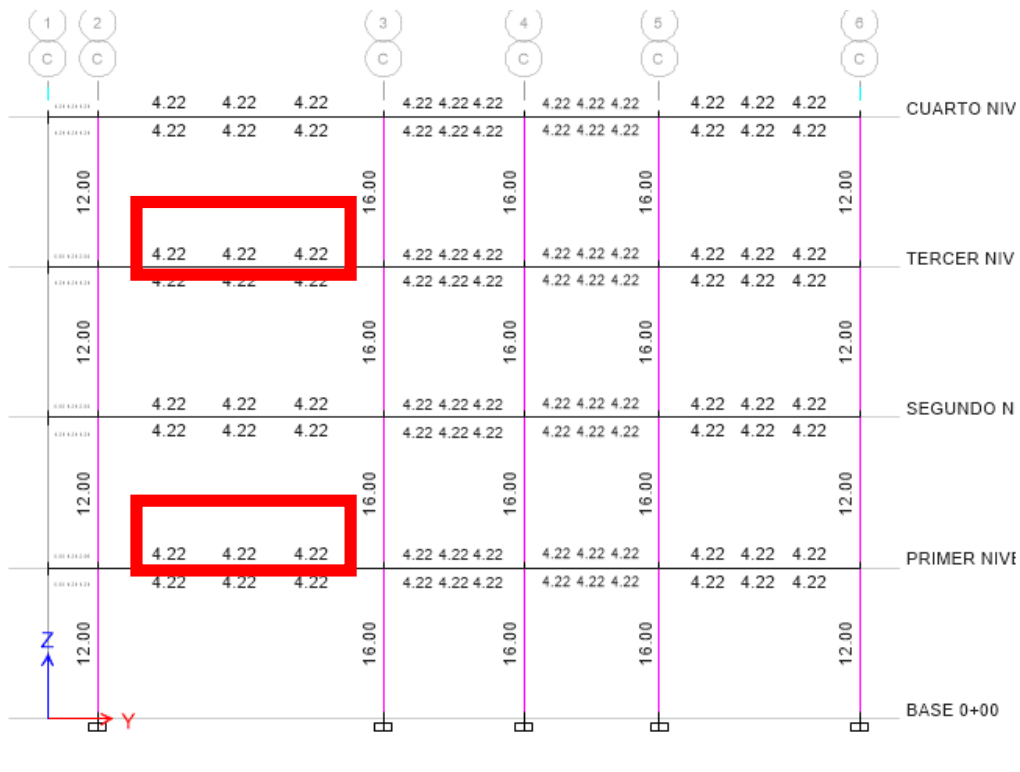 1 2 3 4 5 6
C C C C C C
4.22 4.22 4.22 4.22 4.22 4.22 4.22 4.22 4.22 4.22 4.22 4.22 CUARTO NIV
4.22 4.22 4.22 4.22 4.22 4.22 4.22 4.22 4.22 4.22 4.22 4.22
12.00 16.00 16.00 16.00 12.00
4.22 4.22 4.22 4.22 4.22 4.22 4.22 4.22 4.22 4.22 4.22 4.22 TERCER NIV
4.22 4.22 4.22 4.22 4.22 4.22 4.22 4.22 4.22 4.22 4.22 4.22
12.00 16.00 16.00 16.00 12.00
4.22 4.22 4.22 4.22 4.22 4.22 4.22 4.22 4.22 4.22 4.22 4.22 SEGUNDO N
4.22 4.22 4.22 4.22 4.22 4.22 4.22 4.22 4.22 4.22 4.22 4.22
12.00 16.00 16.00 16.00 12.00
4.22 4.22 4.22 4.22 4.22 4.22 4.22 4.22 4.22 4.22 4.22 4.22 PRIMER NIVE
4.22 4.22 4.22 4.22 4.22 4.22 4.22 4.22 4.22 4.22 4.22 4.22
12.00 16.00 16.00 16.00 12.00
Z
Y BASE 0+00